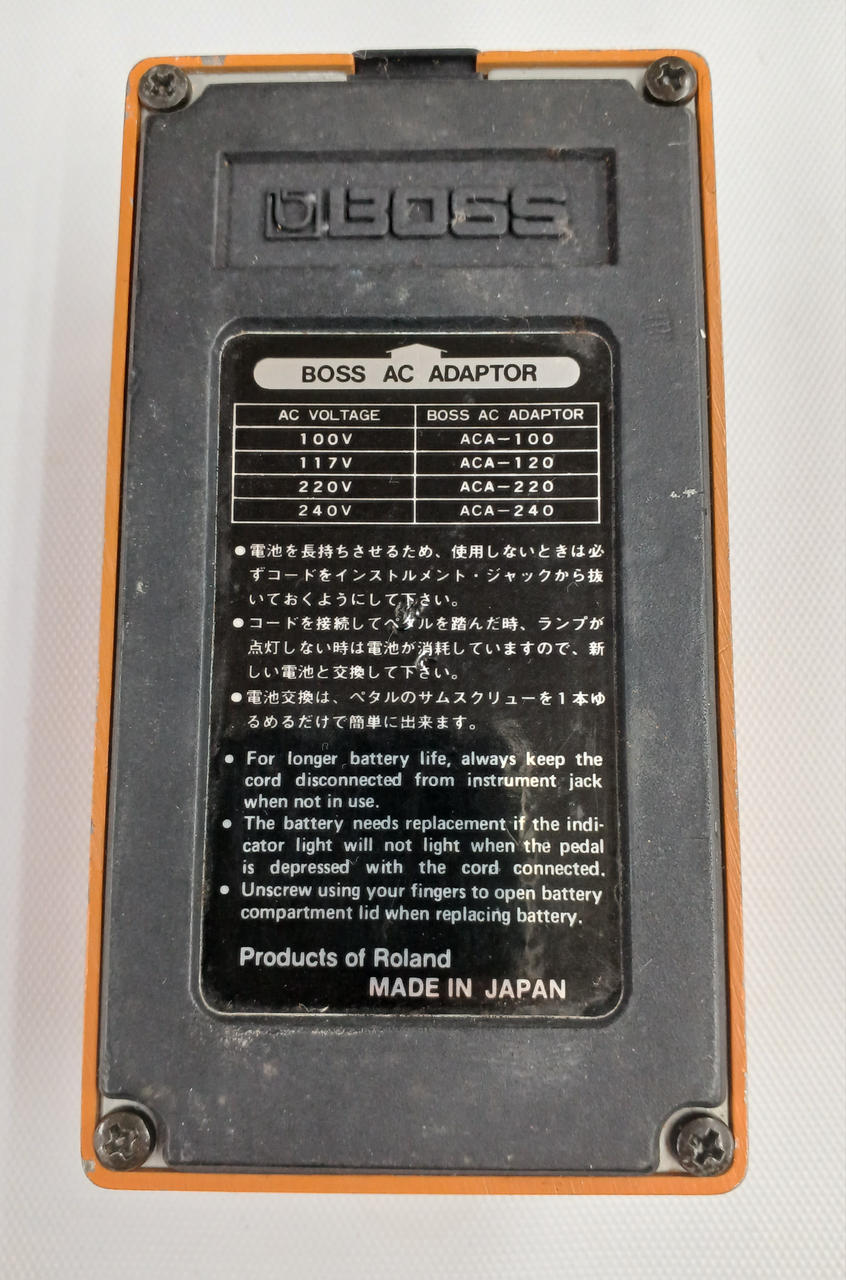 BOSS
BOSS AC ADAPTOR
AC VOLTAGE BOSS AC ADAPTOR
100V ACA-100
117V ACA-120
220V ACA-220
240V ACA-240
●電池を長持ちさせるため、使用しないときは必
ずコードをインストルメント・ジャックから抜
いておくようにして下さい。
●コードを接続してペダルを踏んだ時、ランプが
点灯しない時は電池が消耗していますので、新
しい電池と交換して下さい。
●電池交換は、ペタルのサムスクリューを1本ゆ
るめるだけで簡単に出来ます。
● For longer battery life, always keep the
cord disconnected from instrument jack
when not in use.
● The battery needs replacement if the indi-
cator light will not light when the pedal
is depressed with the cord connected.
● Unscrew using your fingers to open battery
compartment lid when replacing battery.
Products of Roland
MADE IN JAPAN